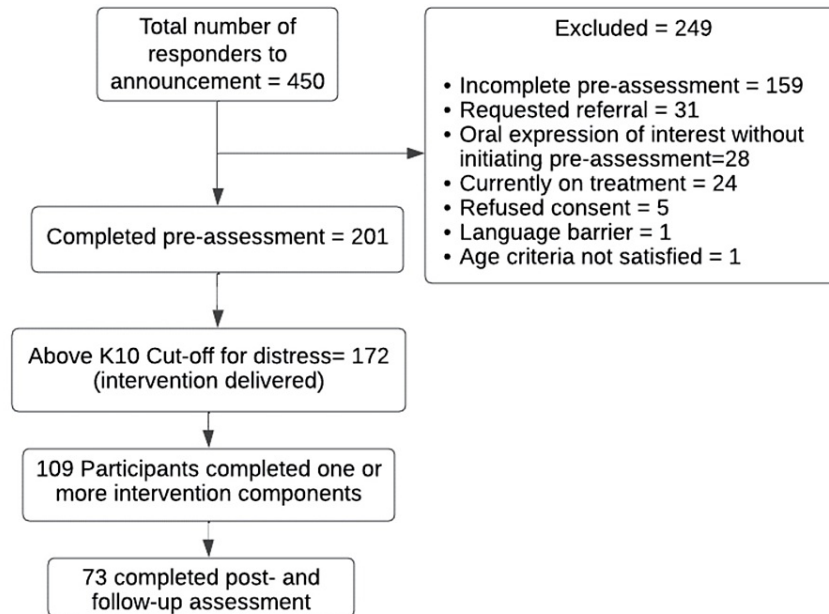 Total number of
responders to
announcement = 450
Excluded = 249
• Incomplete pre-assessment = 159
• Requested referral = 31
• Oral expression of interest without
initiating pre-assessment=28
• Currently on treatment = 24
• Refused consent = 5
• Language barrier = 1
• Age criteria not satisfied = 1
Completed pre-assessment = 201
Above K10 Cut-off for distress= 172
(intervention delivered)
109 Participants completed one or
more intervention components
73 completed post- and
follow-up assessment